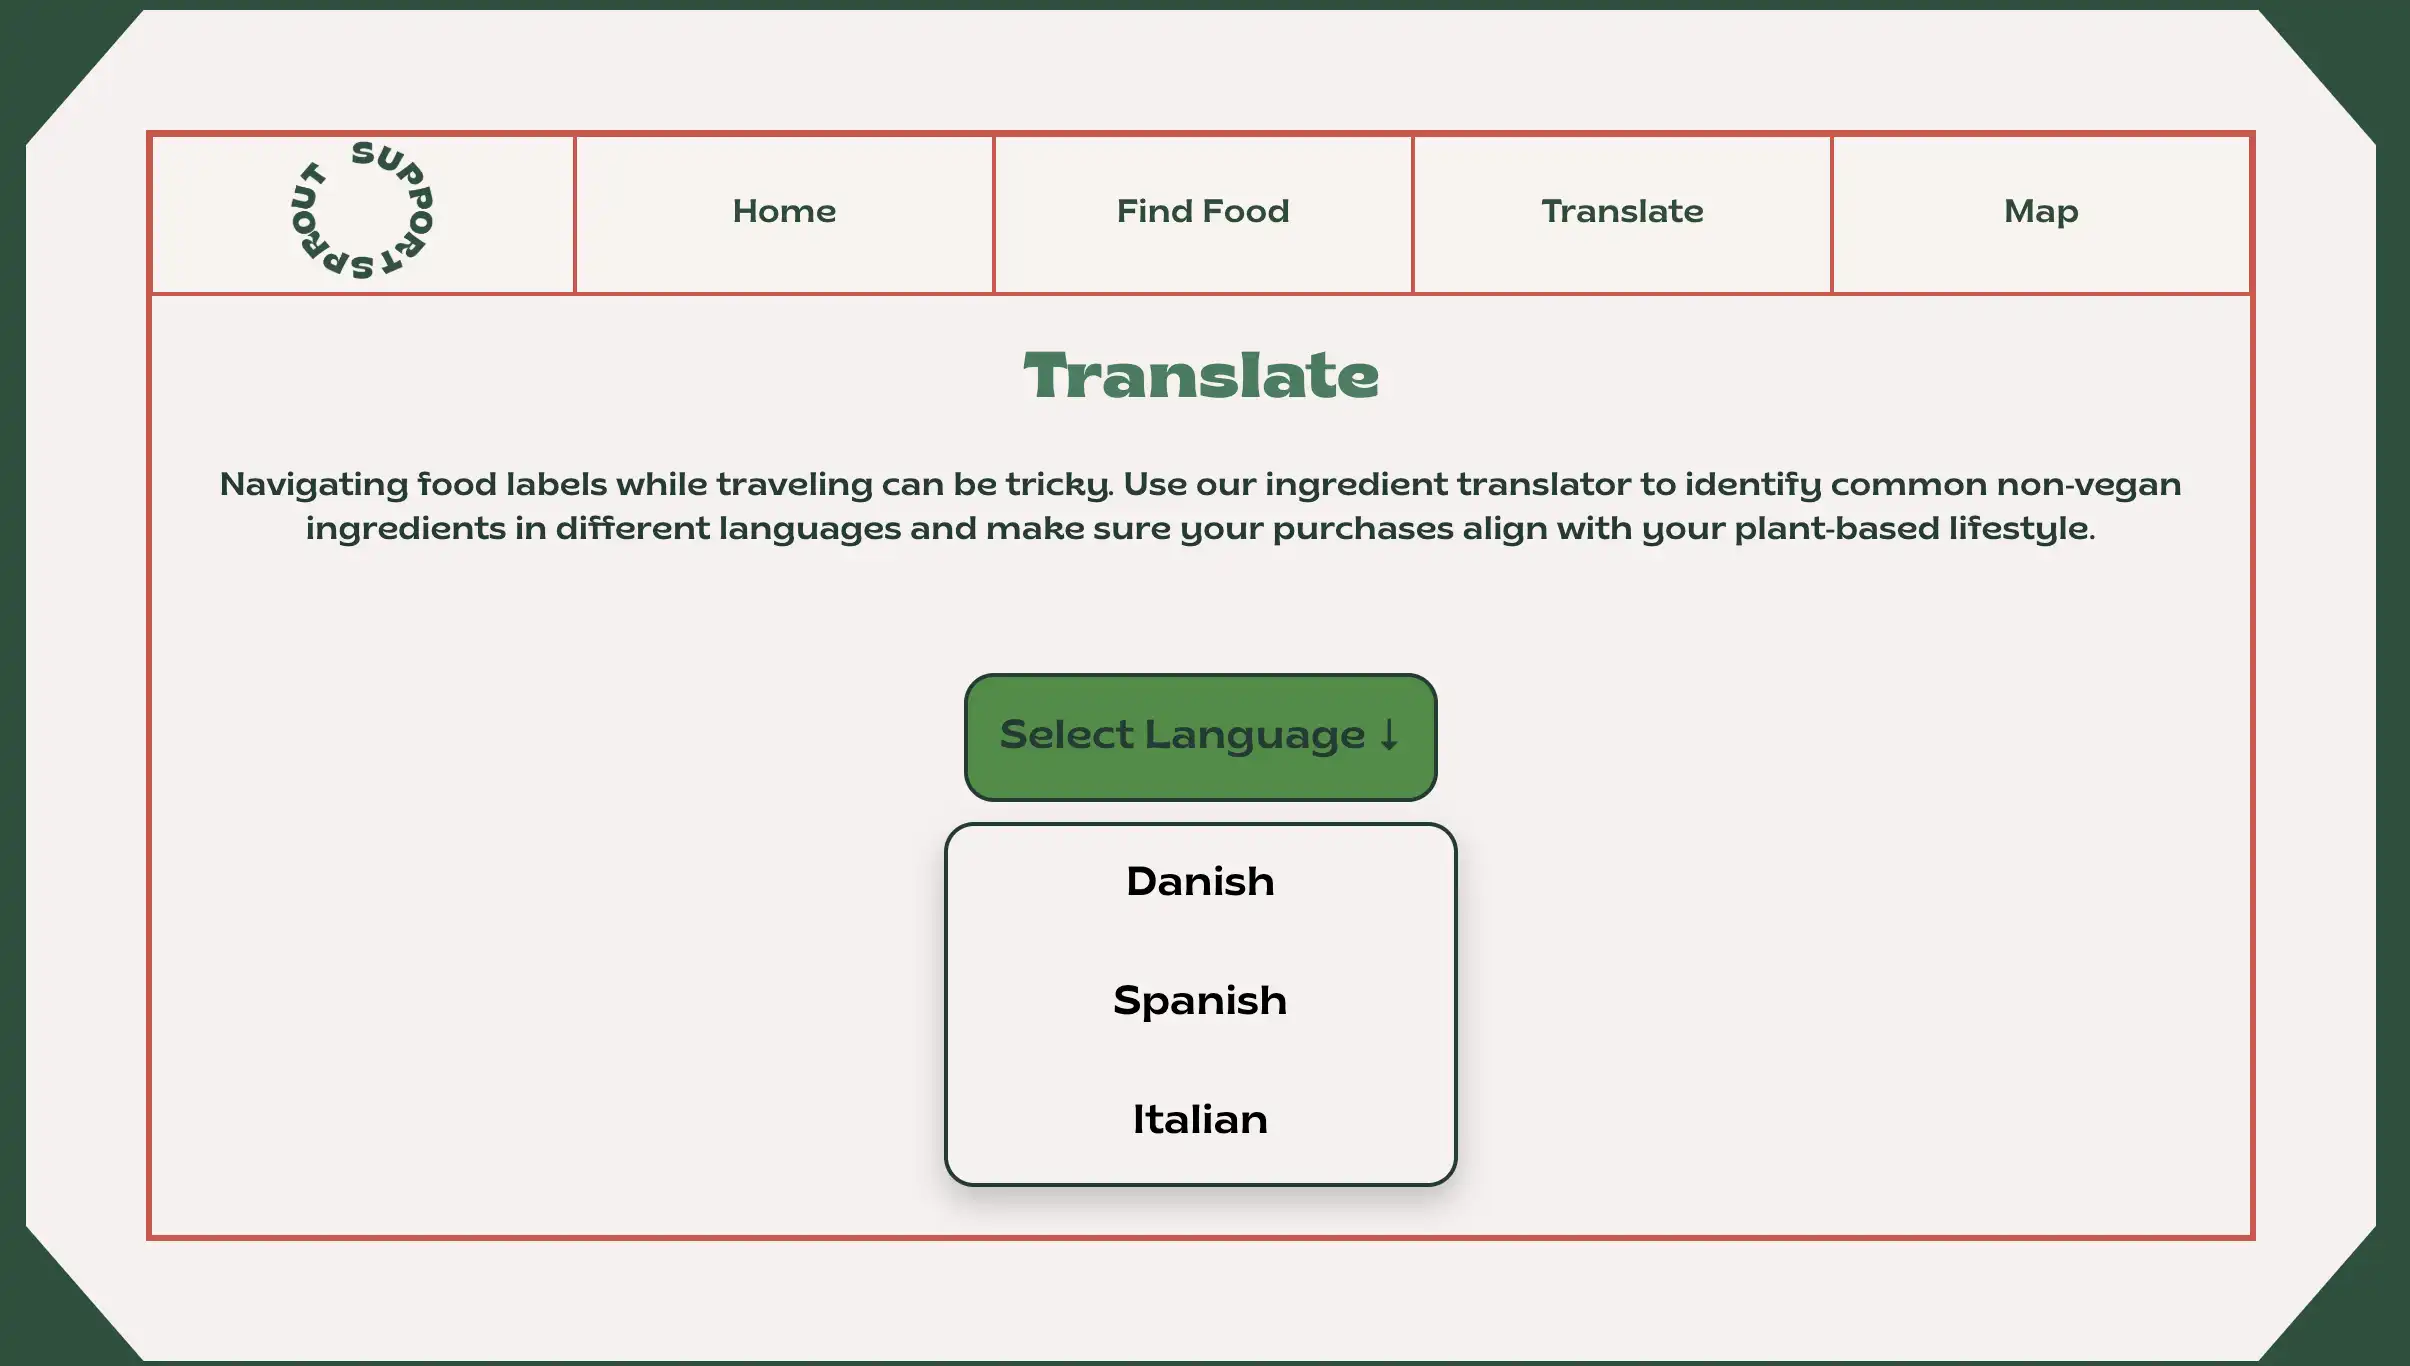 SUPPORTSPROUT
Home
Find Food
Translate
Map
Translate
Navigating food labels while traveling can be tricky. Use our ingredient translator to identify common non-vegan
ingredients in different languages and make sure your purchases align with your plant-based lifestyle.
Select Language ↓
Danish
Spanish
Italian